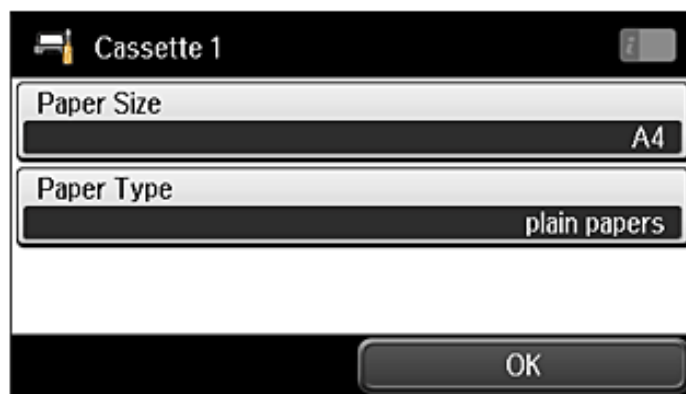 Cassette 1
Paper Size
A4
Paper Type
plain papers
OK